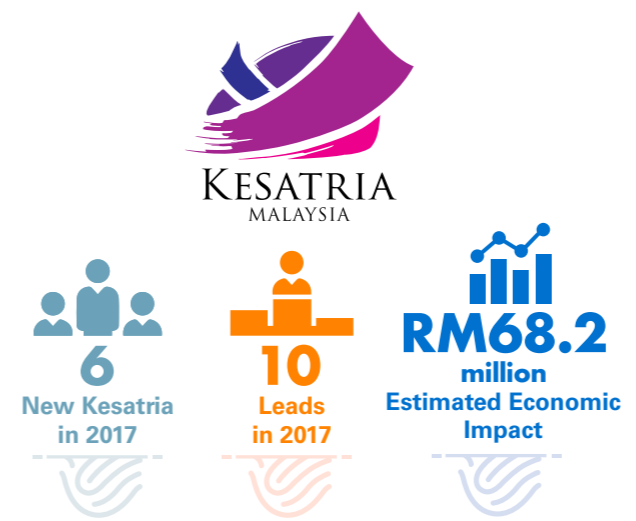 KESATRIA
MALAYSIA
6
New Kesatria
in 2017
10
Leads
in 2017
RM68.2
million
Estimated Economic
Impact